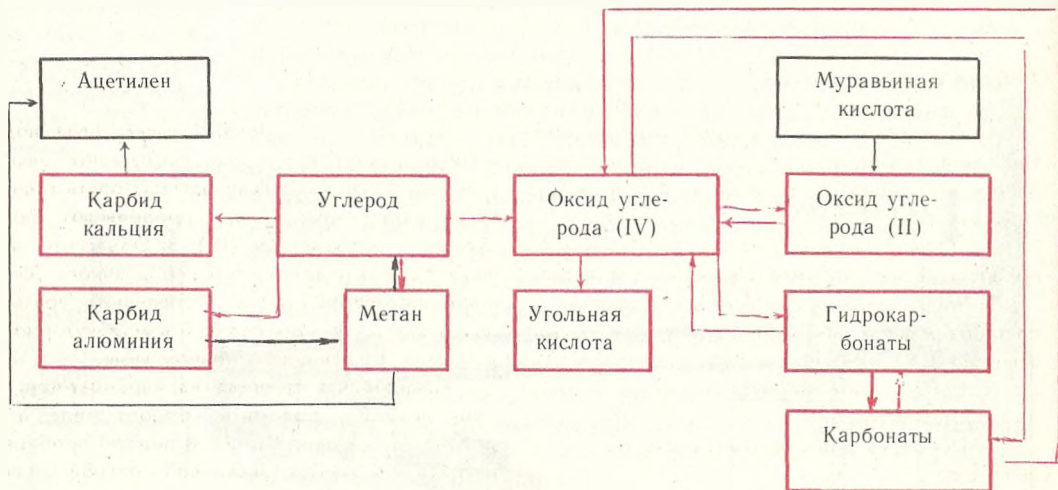 Ацетилен
Муравьиная
кислота
Карбид
кальция
Углерод
Оксид угле-
рода (IV)
Оксид угле-
рода (II)
Карбид
алюминия
Метан
Угольная
кислота
Гидрокар-
бонаты
Карбонаты